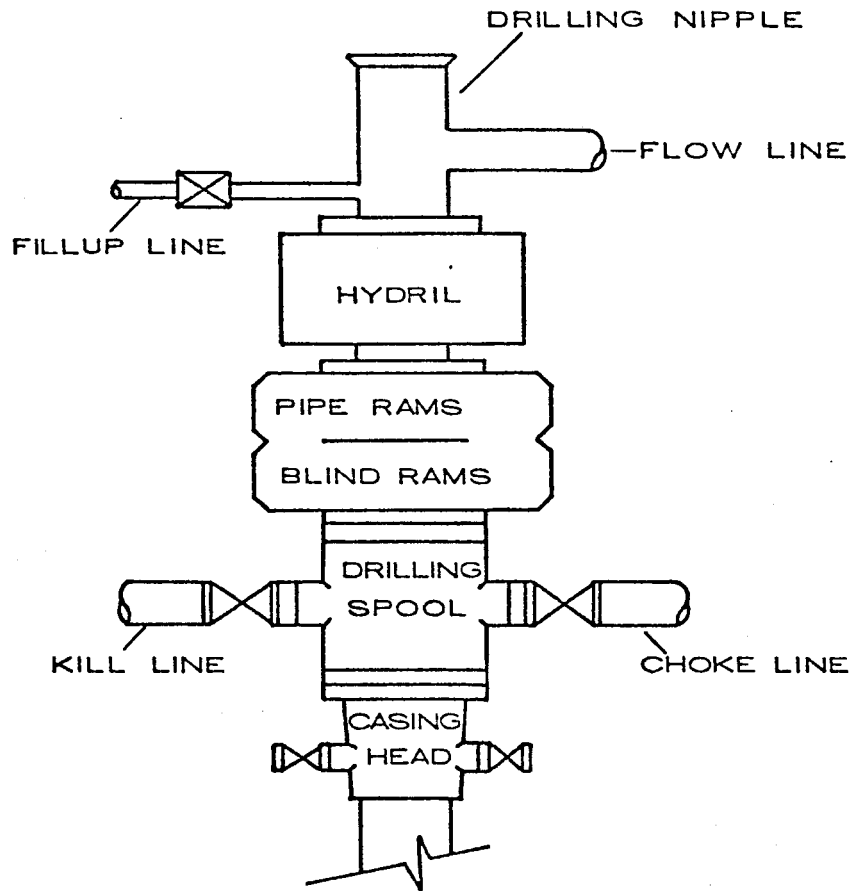 DRILLING NIPPLE
FLOW LINE
FILLUP LINE
HYDRIL
PIPE RAMS
BLIND RAMS
DRILLING
SPOOL
KILL LINE
CHOKE LINE
CASING
HEAD